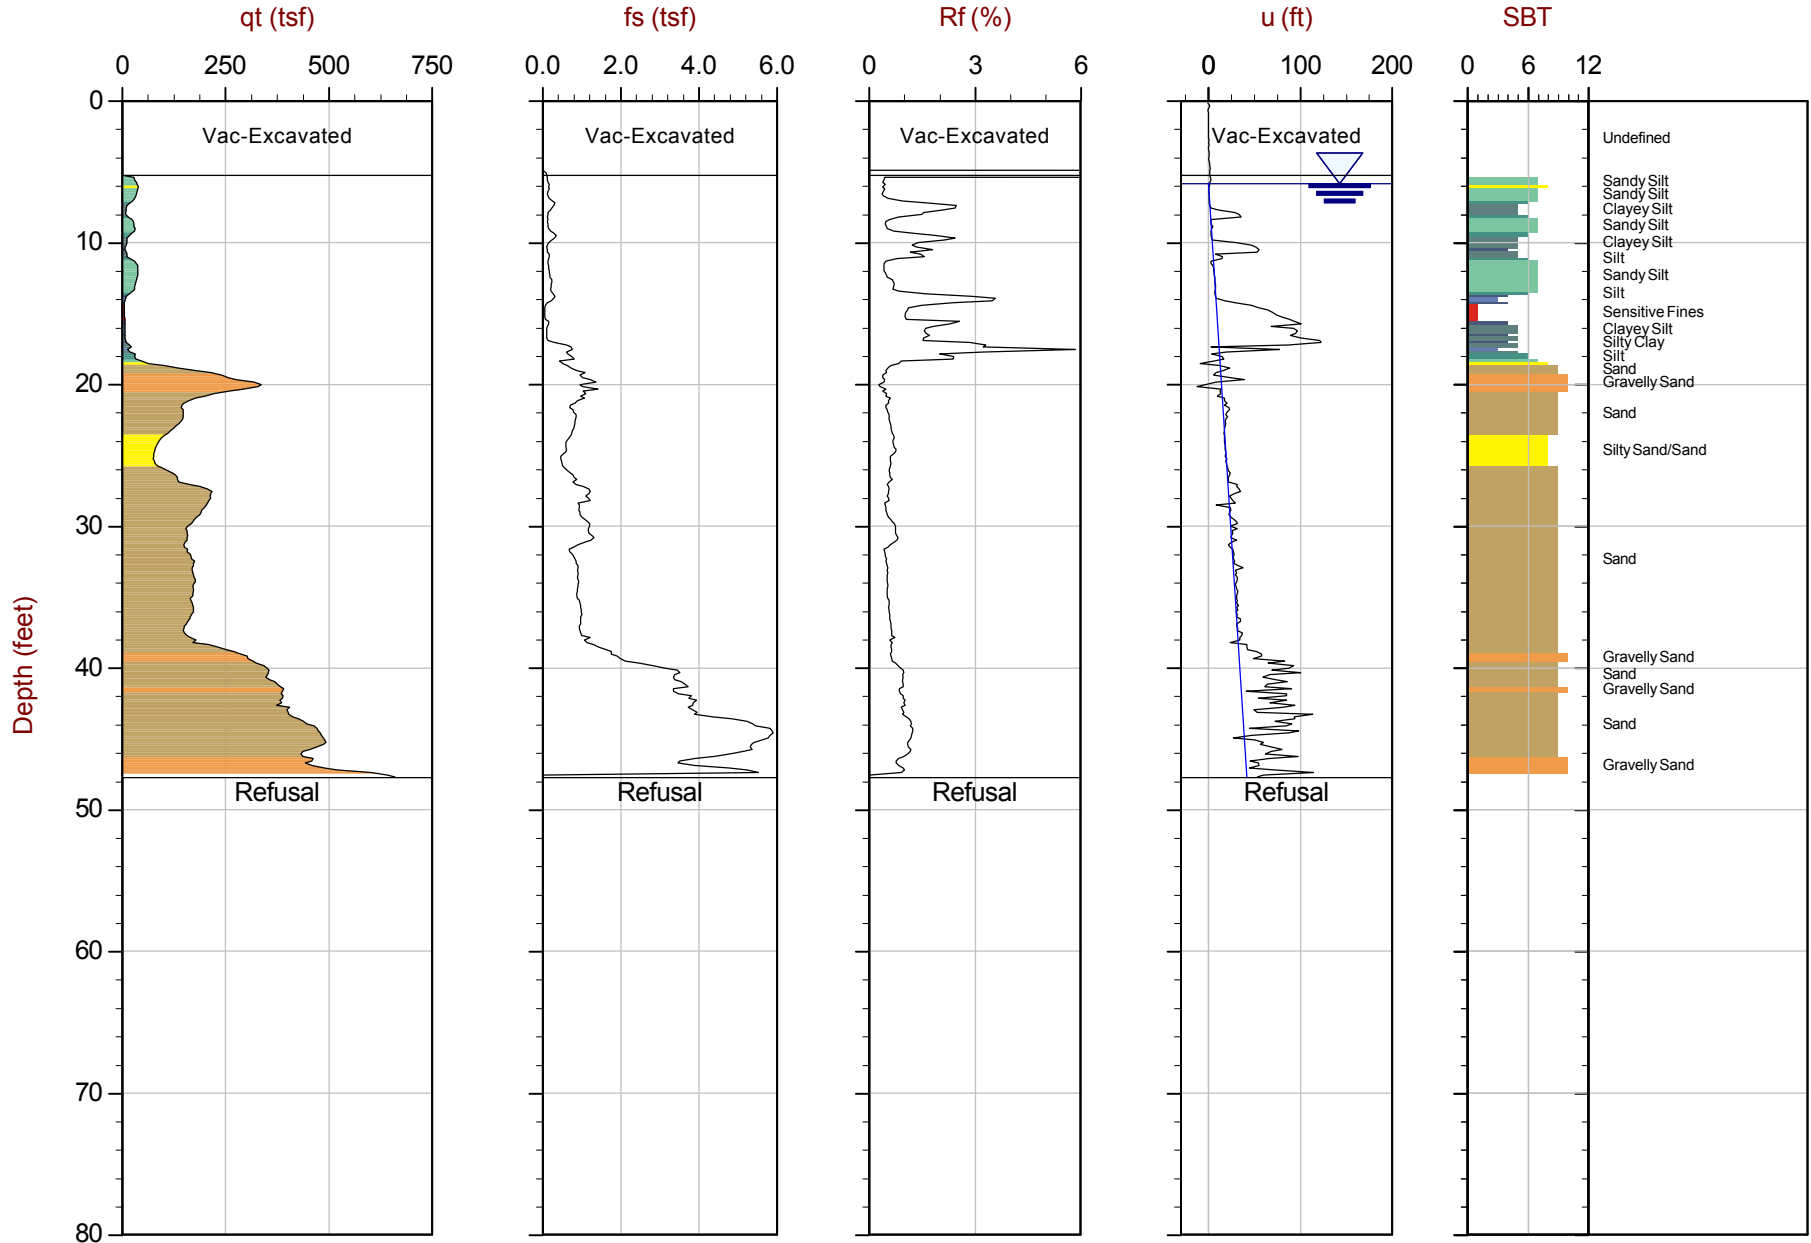 qt (tsf) fs (tsf) Rf (%) u (ft) SBT
0 250 500 750 0.0 2.0 4.0 6.0 0 3 6 0 100 200 0 6 12
0
Vac-Excavated Vac-Excavated Vac-Excavated Vac-Excavated Undefined
Sandy Silt
Sandy Silt
Clayey Silt
Sandy Silt
10 Clayey Silt
Silt
Sandy Silt
Silt
Sensitive Fines
Clayey Silt
Silty Clay
Silt
Sand
20 Gravelly Sand
Sand
Silty Sand/Sand
30
Sand
Depth (feet)
Gravelly Sand
40 Sand
Gravelly Sand
Sand
Gravelly Sand
Refusal Refusal Refusal Refusal
50
60
70
80